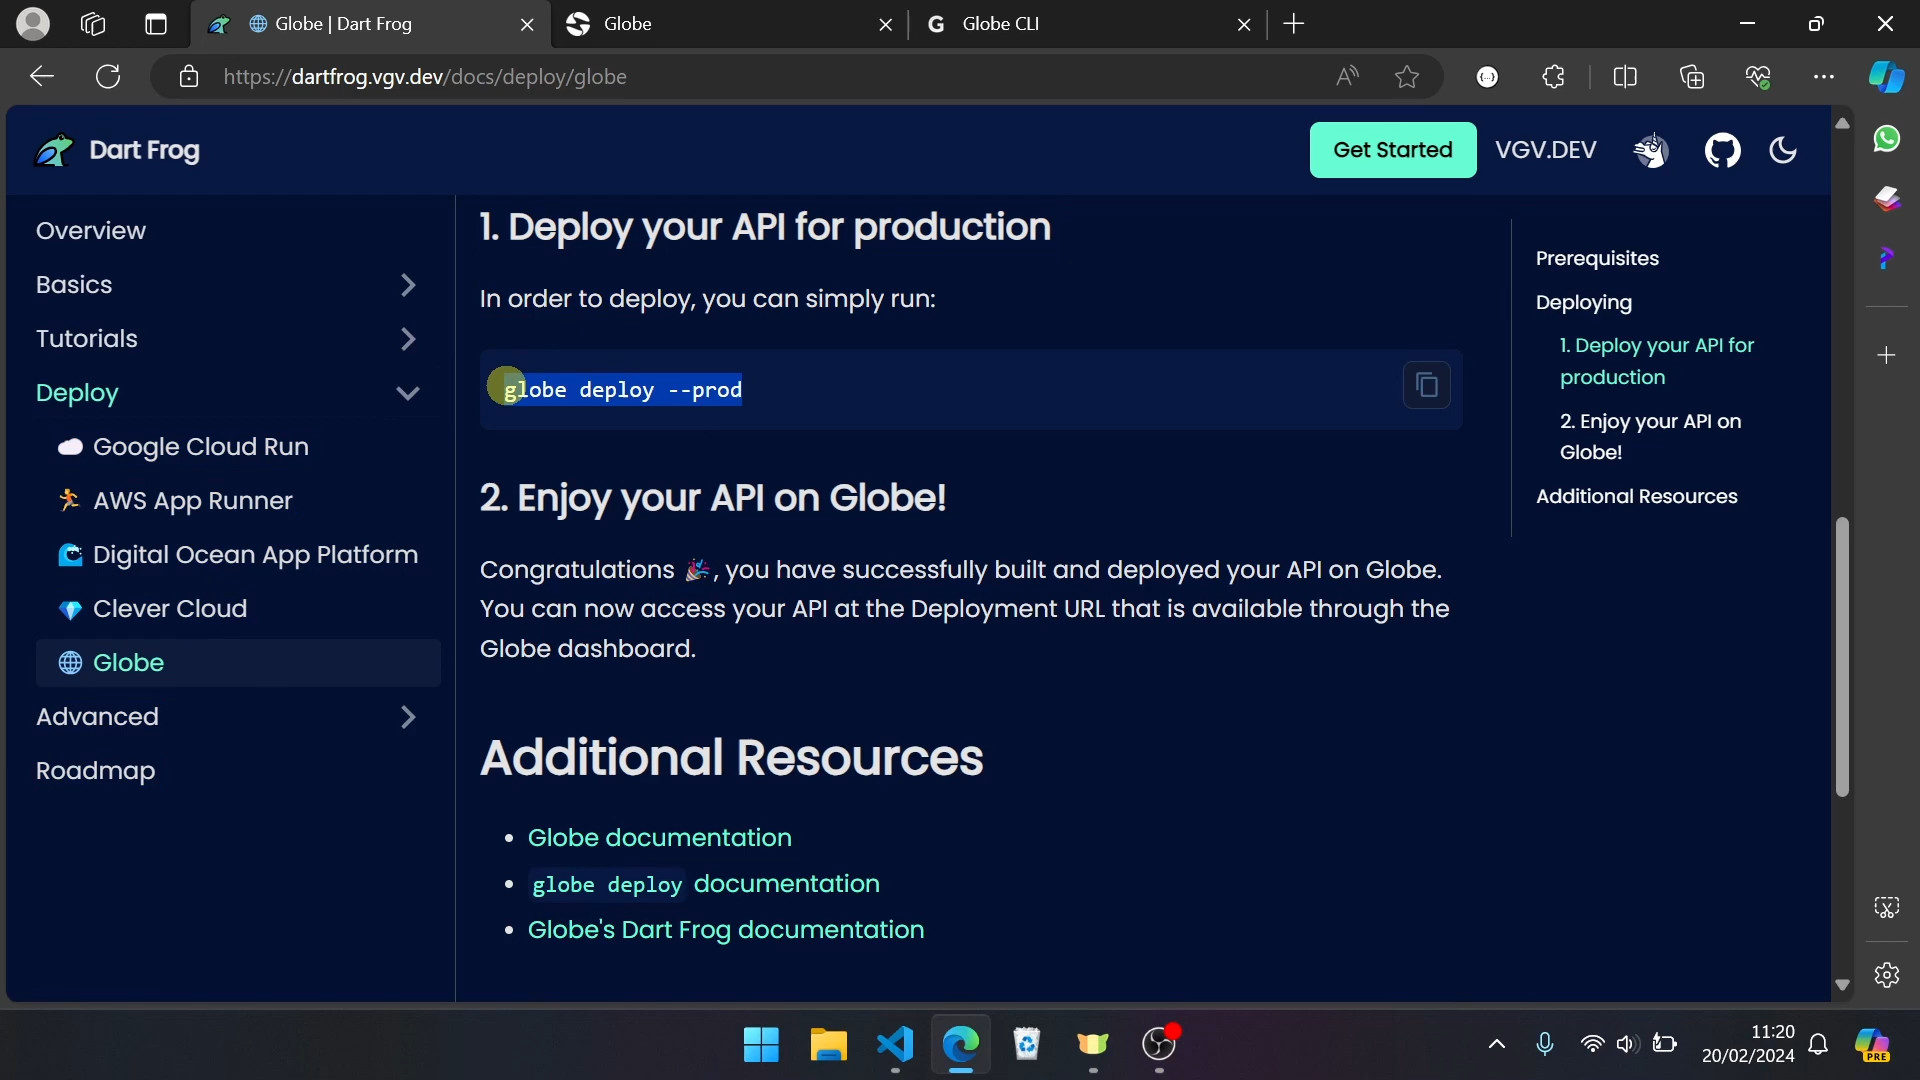 Globe | Dart Frog
Globe
Globe CLI
https://dartfrog.vgv.dev/docs/deploy/globe
Dart Frog
Get Started
VGV.DEV
Overview
Basics
Tutorials
Deploy
Google Cloud Run
AWS App Runner
Digital Ocean App Platform
Clever Cloud
Globe
Advanced
Roadmap
1. Deploy your API for production
In order to deploy, you can simply run:
globe deploy --prod
2. Enjoy your API on Globe!
Congratulations 🎉, you have successfully built and deployed your API on Globe.
You can now access your API at the Deployment URL that is available through the
Globe dashboard.
Additional Resources
• Globe documentation
• globe deploy documentation
• Globe's Dart Frog documentation
Prerequisites
Deploying
1. Deploy your API for
production
2. Enjoy your API on
Globe!
Additional Resources
11:20
20/02/2024
PRE